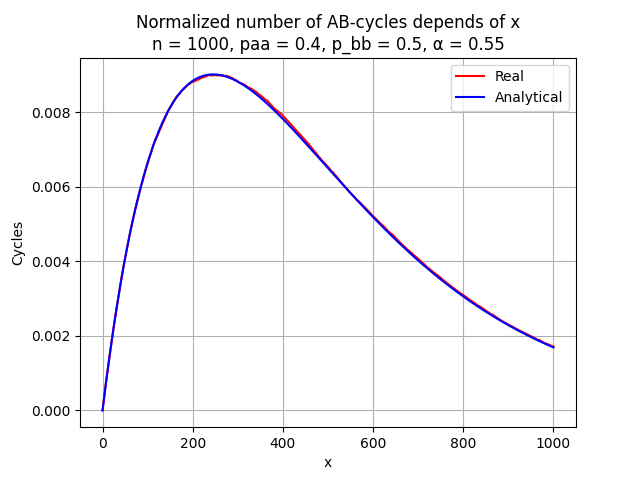 Normalized number of AB-cycles depends of x
n = 1000, paa = 0.4, p_bb = 0.5, α = 0.55
Real
Analytical
0.008
0.006
0.004
0.002
0.000
Cycles
0 200 400 600 800 1000
x